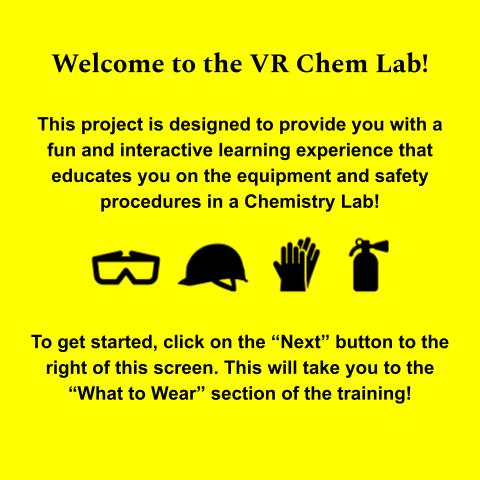 Welcome to the VR Chem Lab!
This project is designed to provide you with a
fun and interactive learning experience that
educates you on the equipment and safety
procedures in a Chemistry Lab!
To get started, click on the “Next” button to the
right of this screen. This will take you to the
“What to Wear” section of the training!